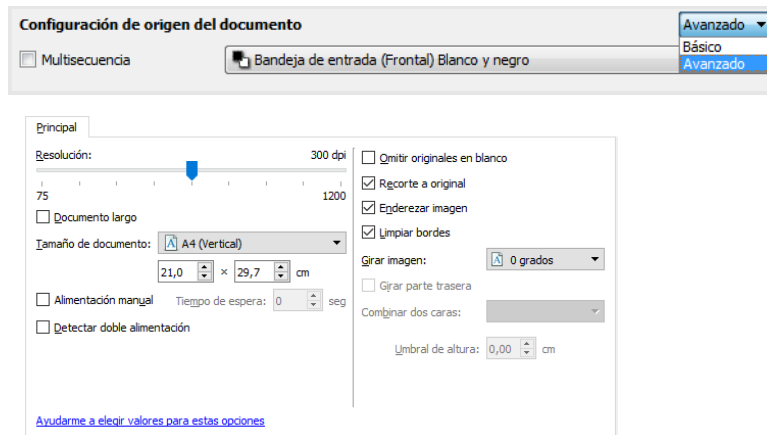 Configuración de origen del documento
Avanzado
Básico
Avanzado
Multisecuencia
Bandeja de entrada (Frontal) Blanco y negro
Principal
Resolución: 300 dpi
75 1200
Documento largo
Tamaño de documento: A4 (Vertical)
21,0 × 29,7 cm
Alimentación manual Tiempo de espera: 0 seg
Detectar doble alimentación
Ayudarme a elegir valores para estas opciones
Omitir originales en blanco
Recorte a original
Enderezar imagen
Limpiar bordes
Girar imagen: 0 grados
Girar parte trasera
Combinar dos caras:
Umbral de altura: 0,00 cm